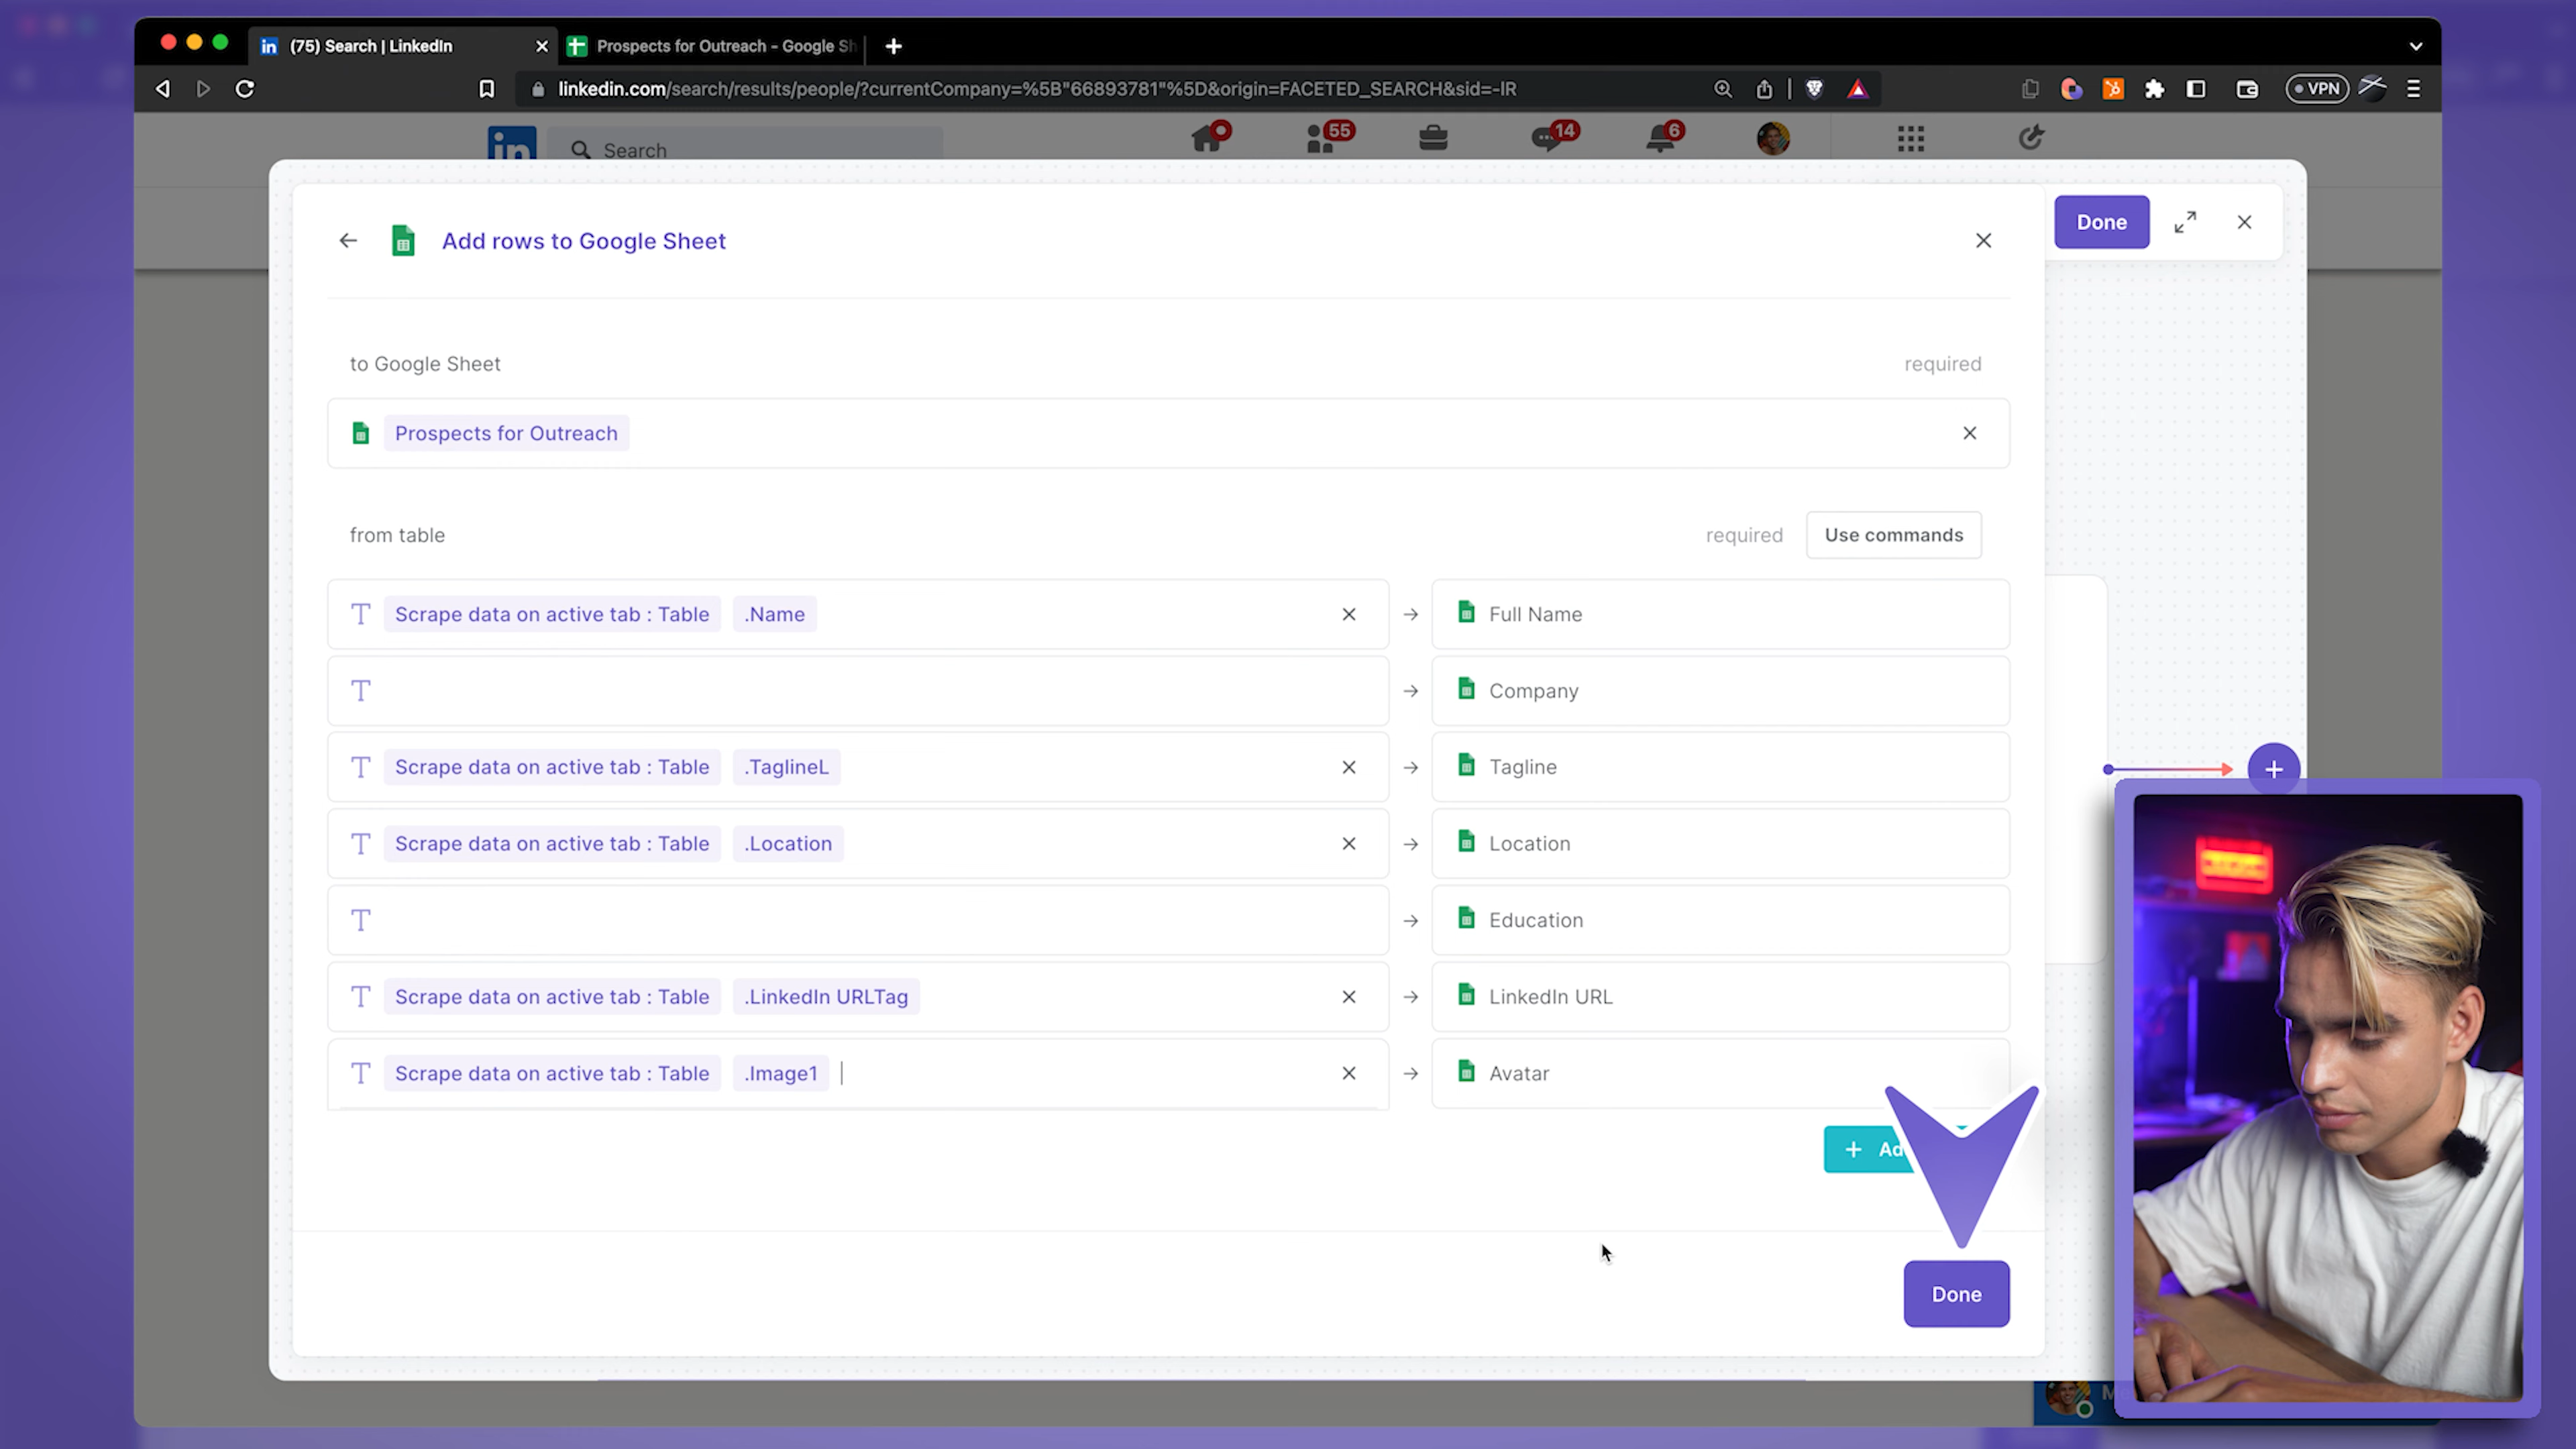 (75) Search | LinkedIn
Prospects for Outreach – Google Sh
linkedin.com/search/results/people/?currentCompany=%5B"66893781"%5D&origin=FACETED_SEARCH&sid=-IR
VPN
in
Search
55
14
6
Add rows to Google Sheet
Done
to Google Sheet
required
Prospects for Outreach
from table
required
Use commands
Scrape data on active tab : Table .Name
Full Name
Company
Scrape data on active tab : Table .TaglineL
Tagline
Scrape data on active tab : Table .Location
Location
Education
Scrape data on active tab : Table .LinkedIn URLTag
LinkedIn URL
Scrape data on active tab : Table .Image1
Avatar
Done